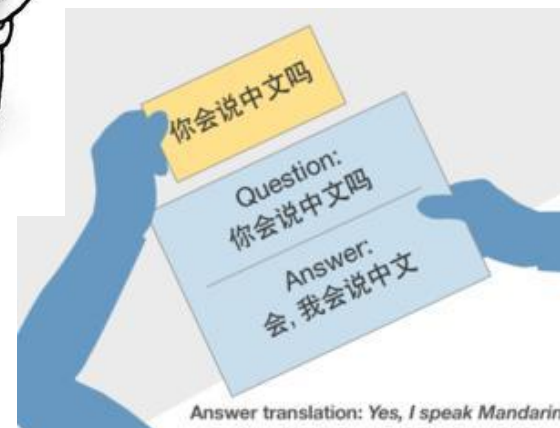 你会说中文吗
Question:
你会说中文吗
Answer:
会, 我会说中文
Answer translation: Yes, I speak Mandarin